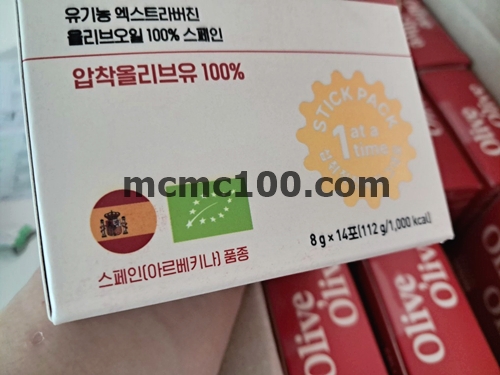 유기농 엑스트라버진
올리브오일 100% 스페인
압착올리브유 100%
STICK PACK
1 at a
time
mcmc100.com
8 g × 14포(112 g/1,000 kcal)
스페인(아르베키나) 품종
Olive
Olive
Olive
Olive